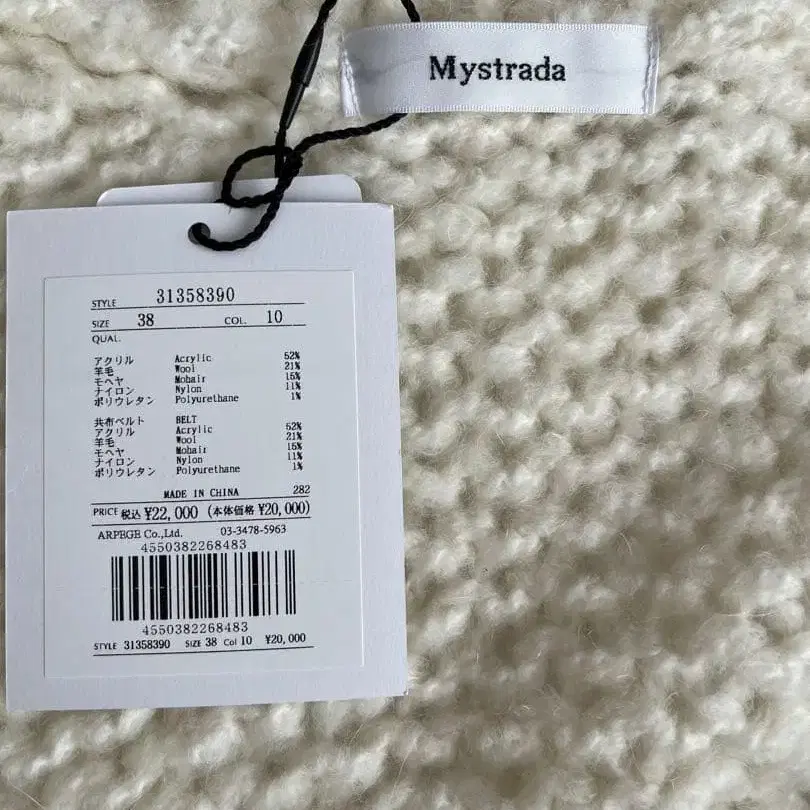 Mystrada
STYLE 31358390
SIZE 38 COL. 10
QUAL.
アクリル Acrylic 52%
羊毛 Wool 21%
モヘヤ Mohair 15%
ナイロン Nylon 11%
ポリウレタン Polyurethane 1%
共布ベルト BELT
アクリル Acrylic 52%
羊毛 Wool 21%
モヘヤ Mohair 15%
ナイロン Nylon 11%
ポリウレタン Polyurethane 1%
MADE IN CHINA 282
PRICE 税込 ¥22,000 (本体価格 ¥20,000)
ARPEGE Co.,Ltd. 03-3478-5963
4550382268483
4550382268483
STYLE 31358390 SIZE 38 Col 10 ¥20,000